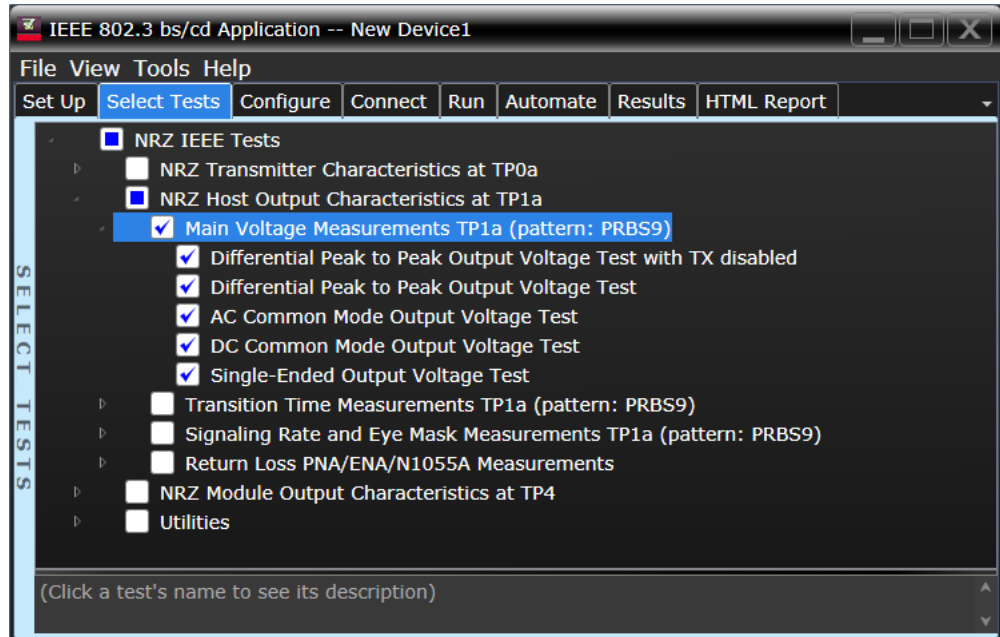 IEEE 802.3 bs/cd Application -- New Device1
File View Tools Help
Set Up Select Tests Configure Connect Run Automate Results HTML Report
SELECT TESTS
NRZ IEEE Tests
NRZ Transmitter Characteristics at TP0a
NRZ Host Output Characteristics at TP1a
Main Voltage Measurements TP1a (pattern: PRBS9)
Differential Peak to Peak Output Voltage Test with TX disabled
Differential Peak to Peak Output Voltage Test
AC Common Mode Output Voltage Test
DC Common Mode Output Voltage Test
Single-Ended Output Voltage Test
Transition Time Measurements TP1a (pattern: PRBS9)
Signaling Rate and Eye Mask Measurements TP1a (pattern: PRBS9)
Return Loss PNA/ENA/N1055A Measurements
NRZ Module Output Characteristics at TP4
Utilities
(Click a test's name to see its description)